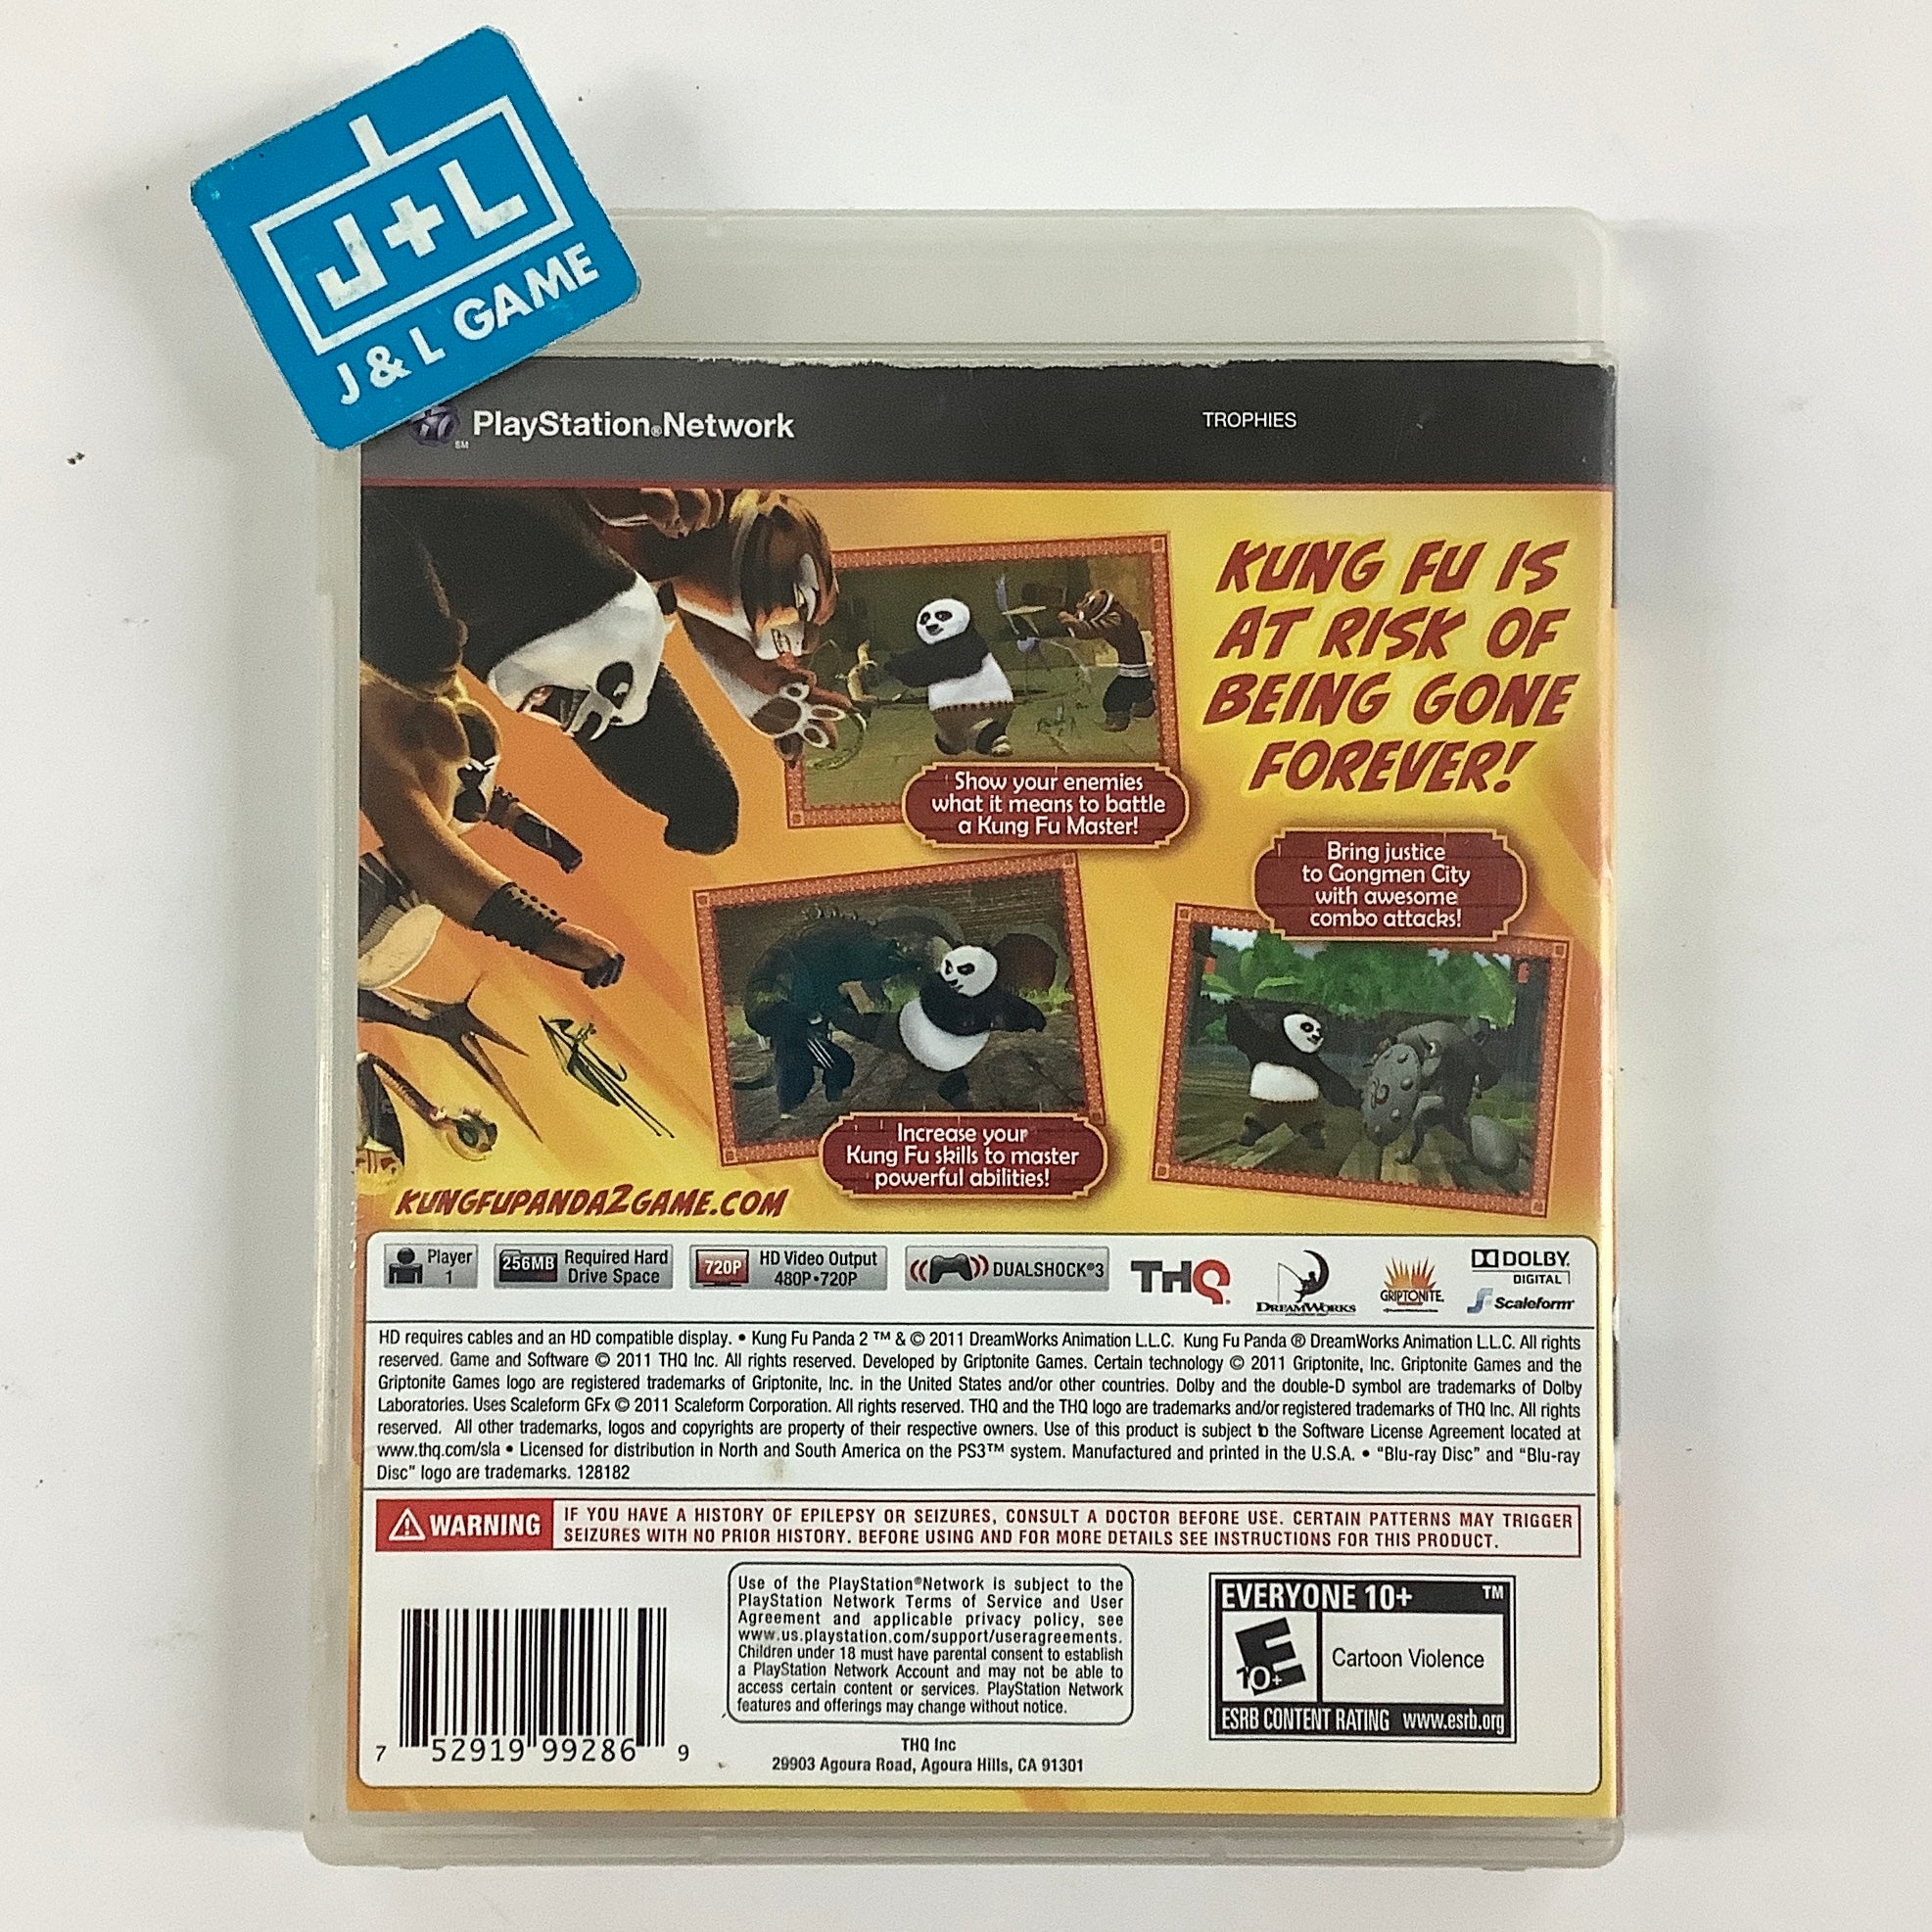 J+L
J & L GAME
PlayStation®Network
SM
TROPHIES
KUNG FU IS
AT RISK OF
BEING GONE
FOREVER!
Show your enemies
what it means to battle
a Kung Fu Master!
Bring justice
to Gongmen City
with awesome
combo attacks!
Increase your
Kung Fu skills to master
powerful abilities!
KUNGFUPANDA2GAME.COM
Player
1
256MB
Required Hard
Drive Space
720P
HD Video Output
480P•720P
DUALSHOCK®3
THQ
DREAMWORKS
GRIPTONITE
DOLBY
DIGITAL
Scaleform
HD requires cables and an HD compatible display. • Kung Fu Panda 2 ™ & © 2011 DreamWorks Animation L.L.C. Kung Fu Panda ® DreamWorks Animation L.L.C. All rights
reserved. Game and Software © 2011 THQ Inc. All rights reserved. Developed by Griptonite Games. Certain technology © 2011 Griptonite, Inc. Griptonite Games and the
Griptonite Games logo are registered trademarks of Griptonite, Inc. in the United States and/or other countries. Dolby and the double-D symbol are trademarks of Dolby
Laboratories. Uses Scaleform GFx © 2011 Scaleform Corporation. All rights reserved. THQ and the THQ logo are trademarks and/or registered trademarks of THQ Inc. All rights
reserved. All other trademarks, logos and copyrights are property of their respective owners. Use of this product is subject to the Software License Agreement located at
www.thq.com/sla • Licensed for distribution in North and South America on the PS3™ system. Manufactured and printed in the U.S.A. • “Blu-ray Disc” and “Blu-ray
Disc” logo are trademarks. 128182
WARNING
IF YOU HAVE A HISTORY OF EPILEPSY OR SEIZURES, CONSULT A DOCTOR BEFORE USE. CERTAIN PATTERNS MAY TRIGGER
SEIZURES WITH NO PRIOR HISTORY. BEFORE USING AND FOR MORE DETAILS SEE INSTRUCTIONS FOR THIS PRODUCT.
Use of the PlayStation®Network is subject to the
PlayStation Network Terms of Service and User
Agreement and applicable privacy policy, see
www.us.playstation.com/support/useragreements.
Children under 18 must have parental consent to establish
a PlayStation Network Account and may not be able to
access certain content or services. PlayStation Network
features and offerings may change without notice.
EVERYONE 10+ ™
E
10+
Cartoon Violence
ESRB CONTENT RATING www.esrb.org
7 52919 99286 9
THQ Inc
29903 Agoura Road, Agoura Hills, CA 91301